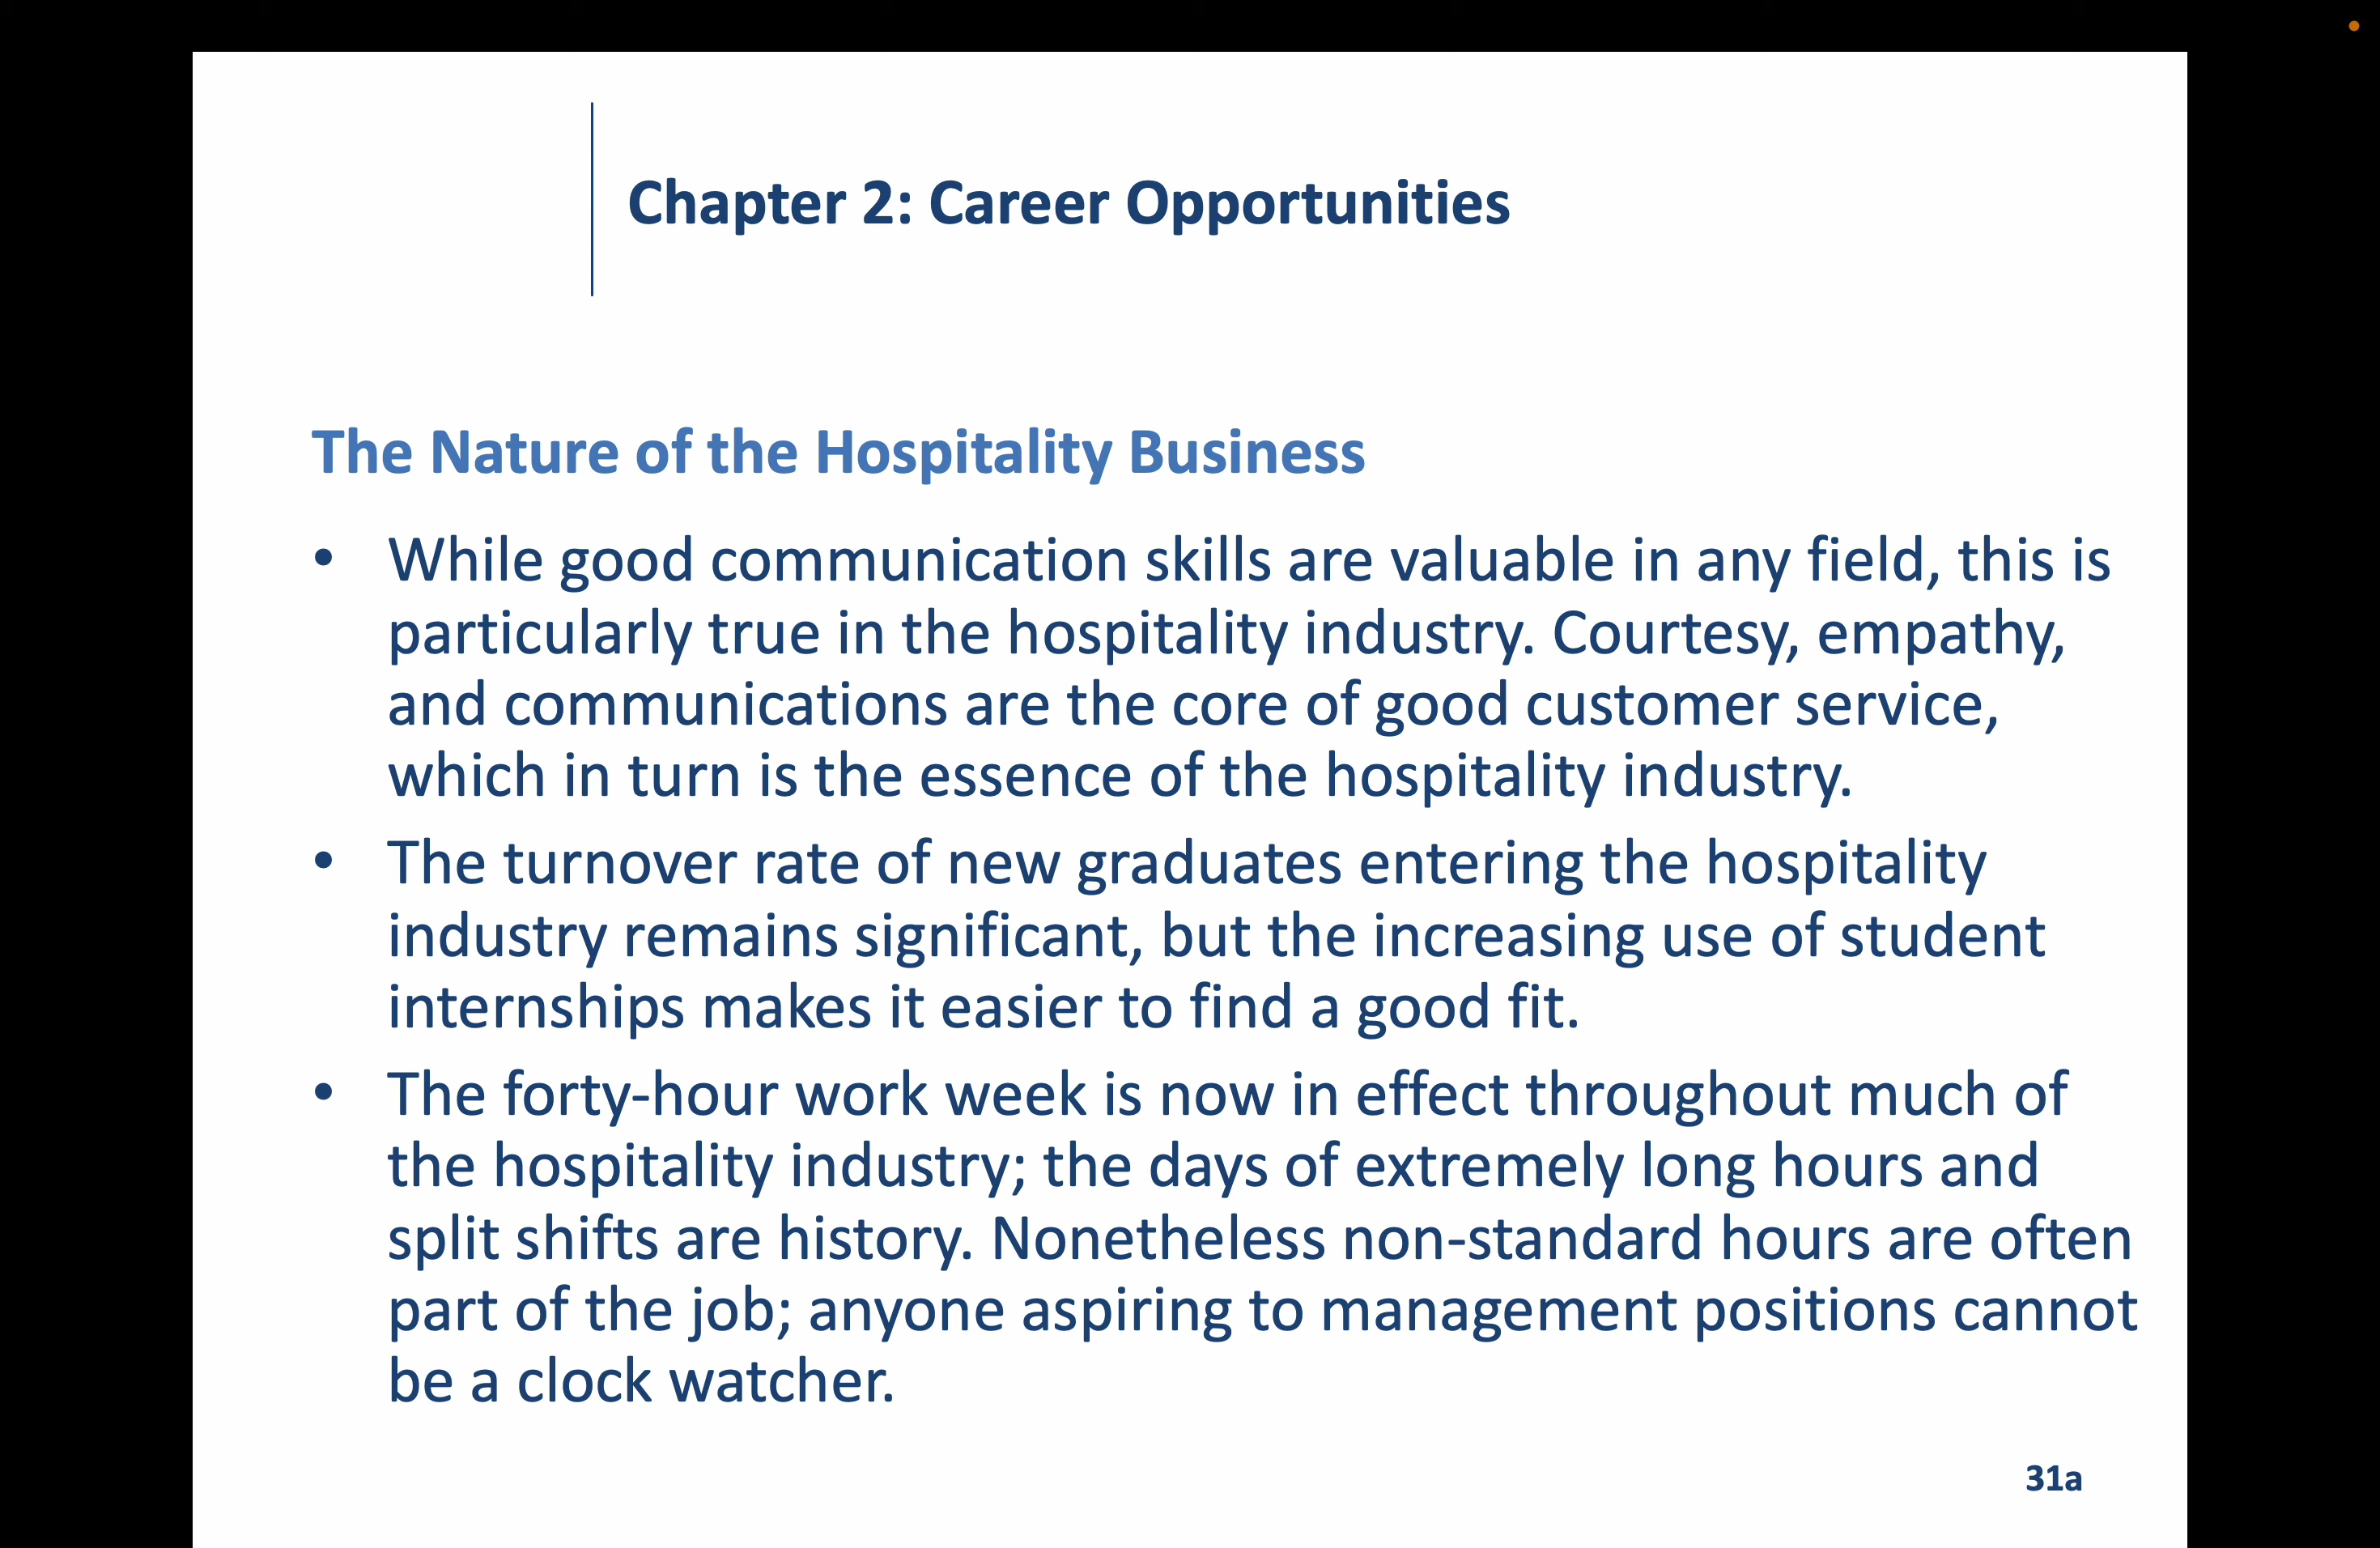 Chapter 2: Career Opportunities
The Nature of the Hospitality Business
• While good communication skills are valuable in any field, this is
particularly true in the hospitality industry. Courtesy, empathy,
and communications are the core of good customer service,
which in turn is the essence of the hospitality industry.
• The turnover rate of new graduates entering the hospitality
industry remains significant, but the increasing use of student
internships makes it easier to find a good fit.
• The forty-hour work week is now in effect throughout much of
the hospitality industry; the days of extremely long hours and
split shifts are history. Nonetheless non-standard hours are often
part of the job; anyone aspiring to management positions cannot
be a clock watcher.
31a